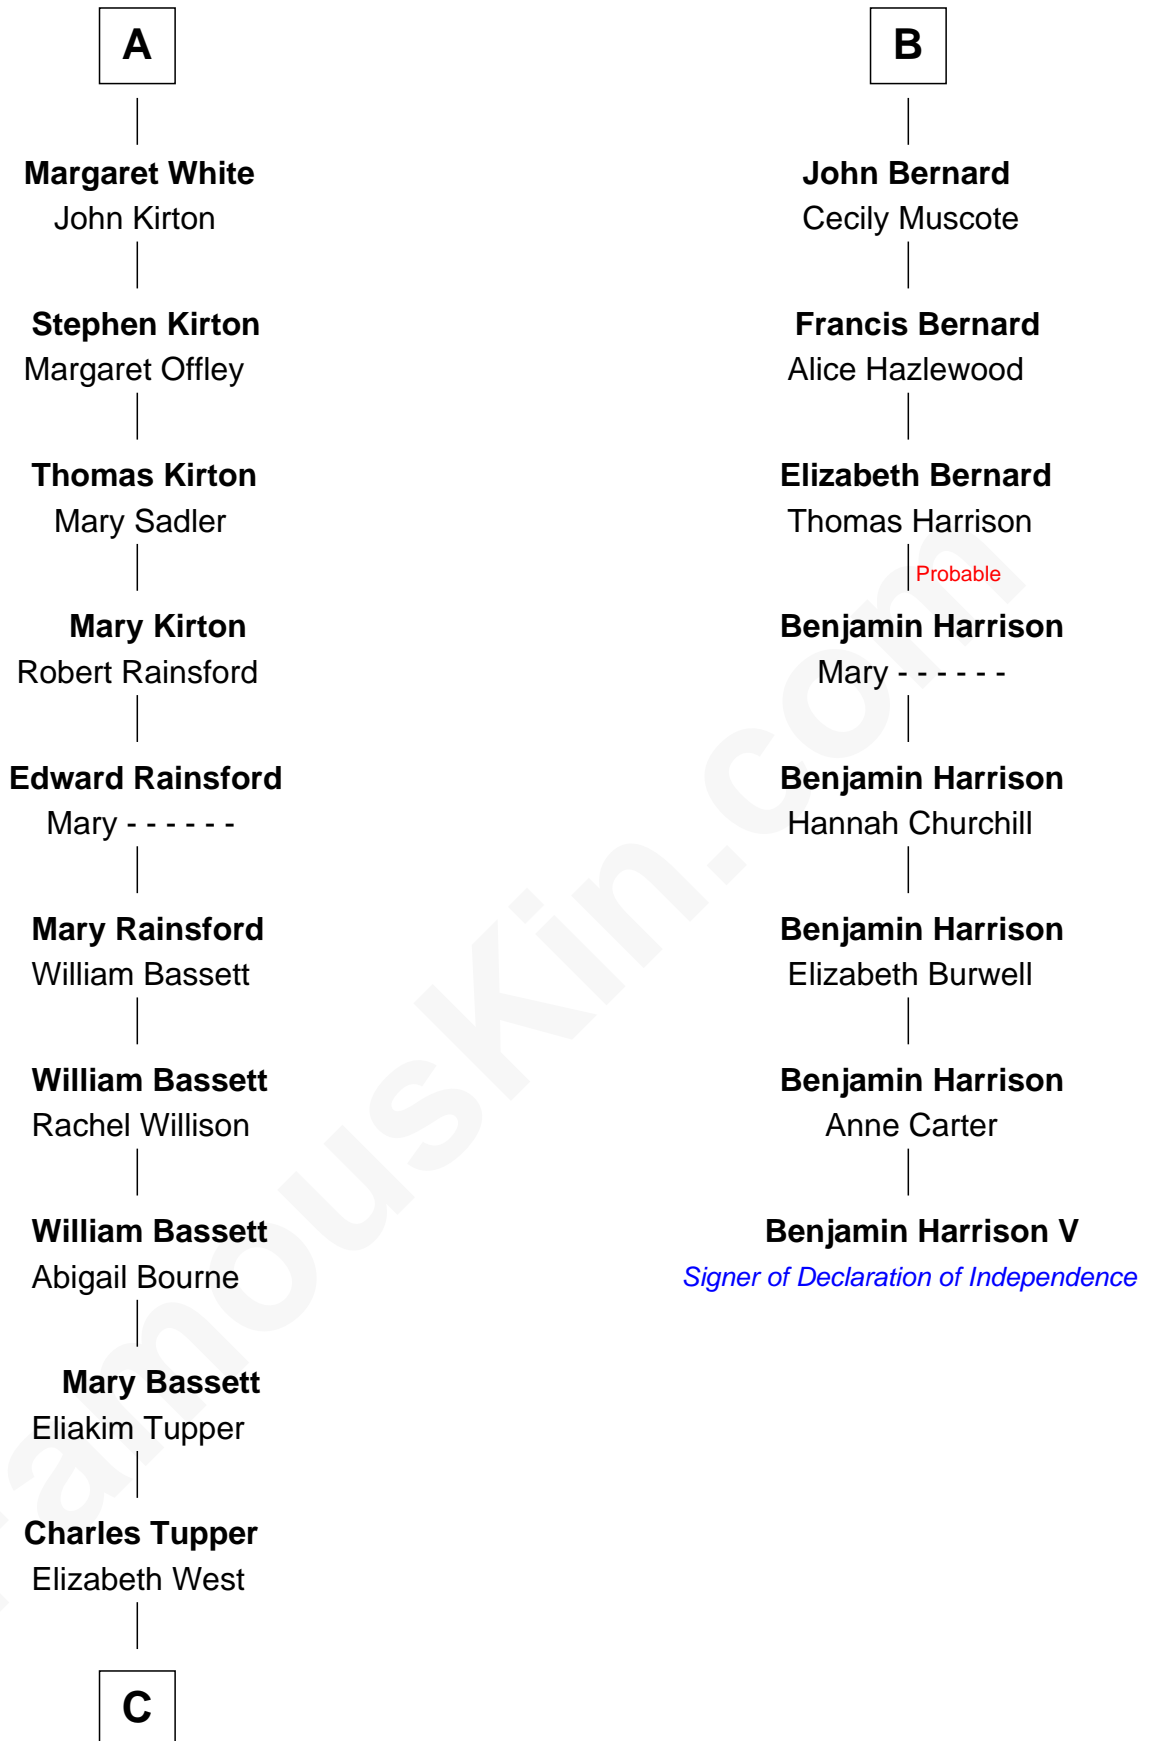 A
Margaret White
John Kirton
Stephen Kirton
Margaret Offley
Thomas Kirton
Mary Sadler
Mary Kirton
Robert Rainsford
Edward Rainsford
Mary - - - - - -
Mary Rainsford
William Bassett
William Bassett
Rachel Willison
William Bassett
Abigail Bourne
Mary Bassett
Eliakim Tupper
Charles Tupper
Elizabeth West
C
B
John Bernard
Cecily Muscote
Francis Bernard
Alice Hazlewood
Elizabeth Bernard
Thomas Harrison
Probable
Benjamin Harrison
Mary - - - - - -
Benjamin Harrison
Hannah Churchill
Benjamin Harrison
Elizabeth Burwell
Benjamin Harrison
Anne Carter
Benjamin Harrison V
Signer of Declaration of Independence
FamousKin.com